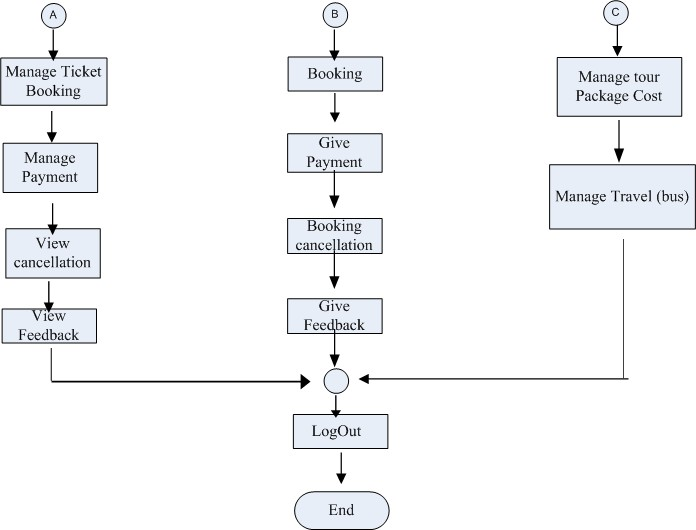 A
Manage Ticket
Booking
Manage
Payment
View
cancellation
View
Feedback
B
Booking
Give
Payment
Booking
cancellation
Give
Feedback
C
Manage tour
Package Cost
Manage Travel (bus)
LogOut
End